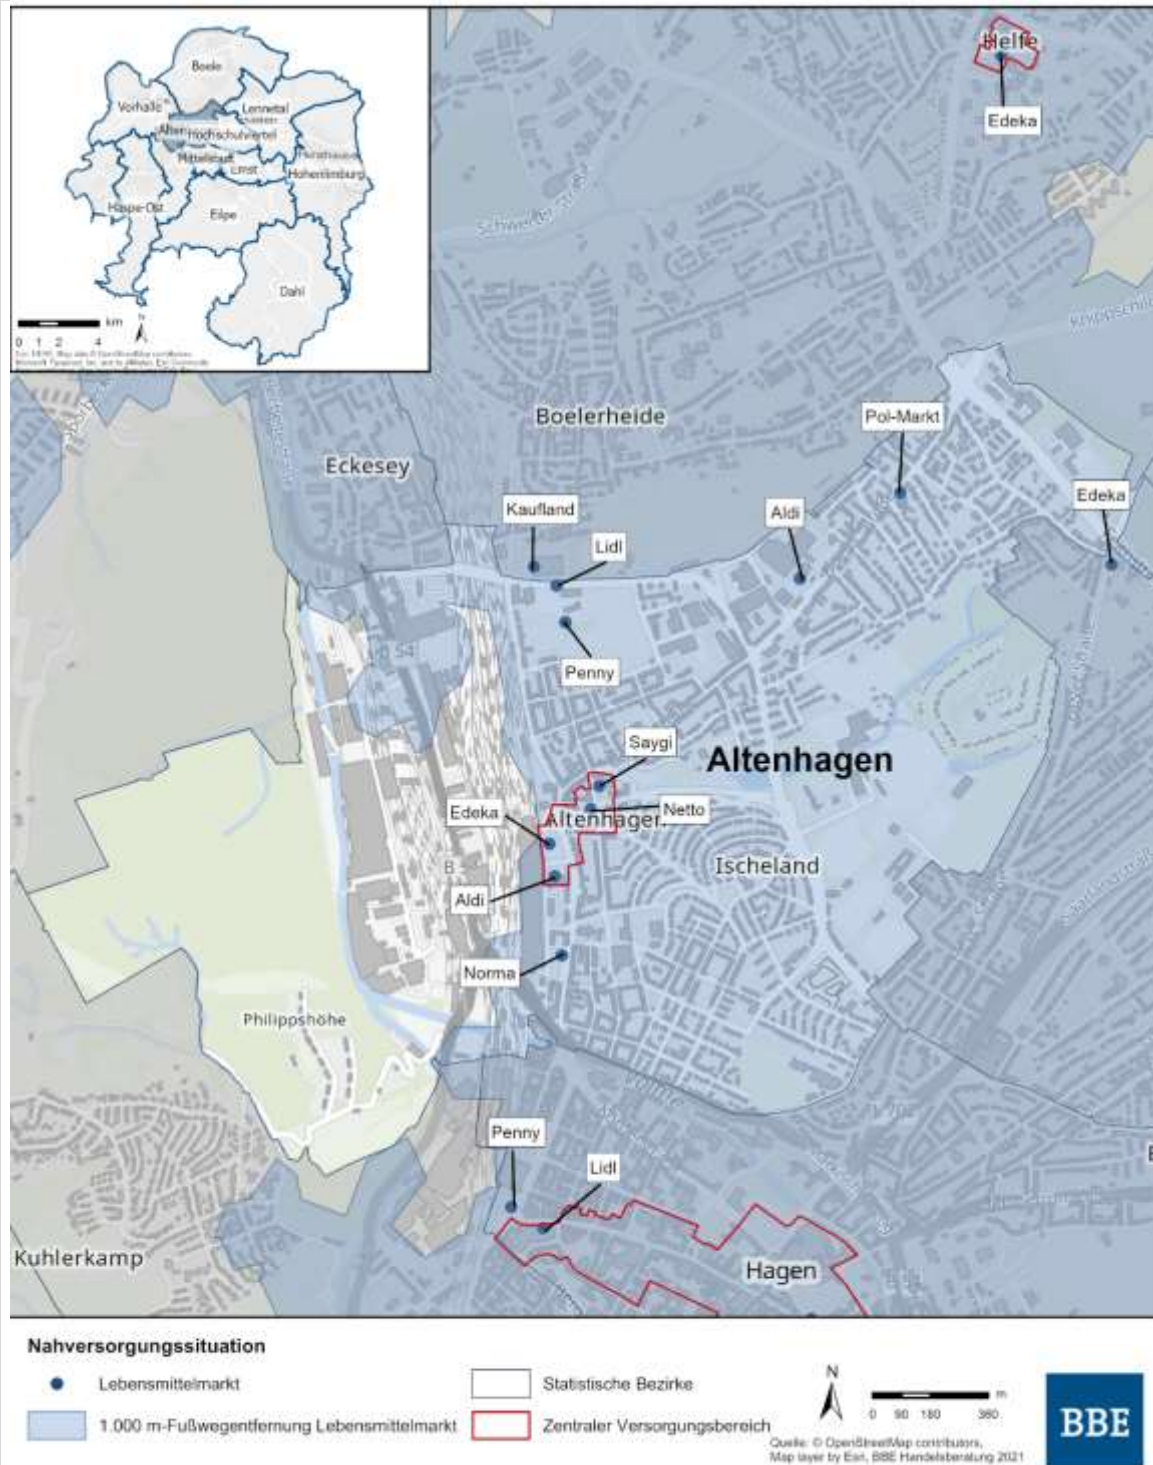 Boele
Vorhalle
Lennetal
Hochschulviertel
Mittelstadt
Emst
Hohenlimburg
Haspe-Ost
Eilpe
Dahl
km
0 1 2 4
N
Helfe
Edeka
Schwerter Straße
Boelerheide
Pol-Markt
Eckesey
Edeka
Kaufland
Aldi
Lidl
Penny
B 54
Saygi
Altenhagen
Edeka
Netto
Altenhagen
Ischeland
Aldi
Norma
Philippshöhe
Penny
Lidl
Kuhlerkamp
Hagen
Nahversorgungssituation
Lebensmittelmarkt
Statistische Bezirke
1.000 m-Fußwegentfernung Lebensmittelmarkt
Zentraler Versorgungsbereich
N
m
0 90 180 360
Quelle: © OpenStreetMap contributors,
Map layer by Esri, BBE Handelsberatung 2021
BBE